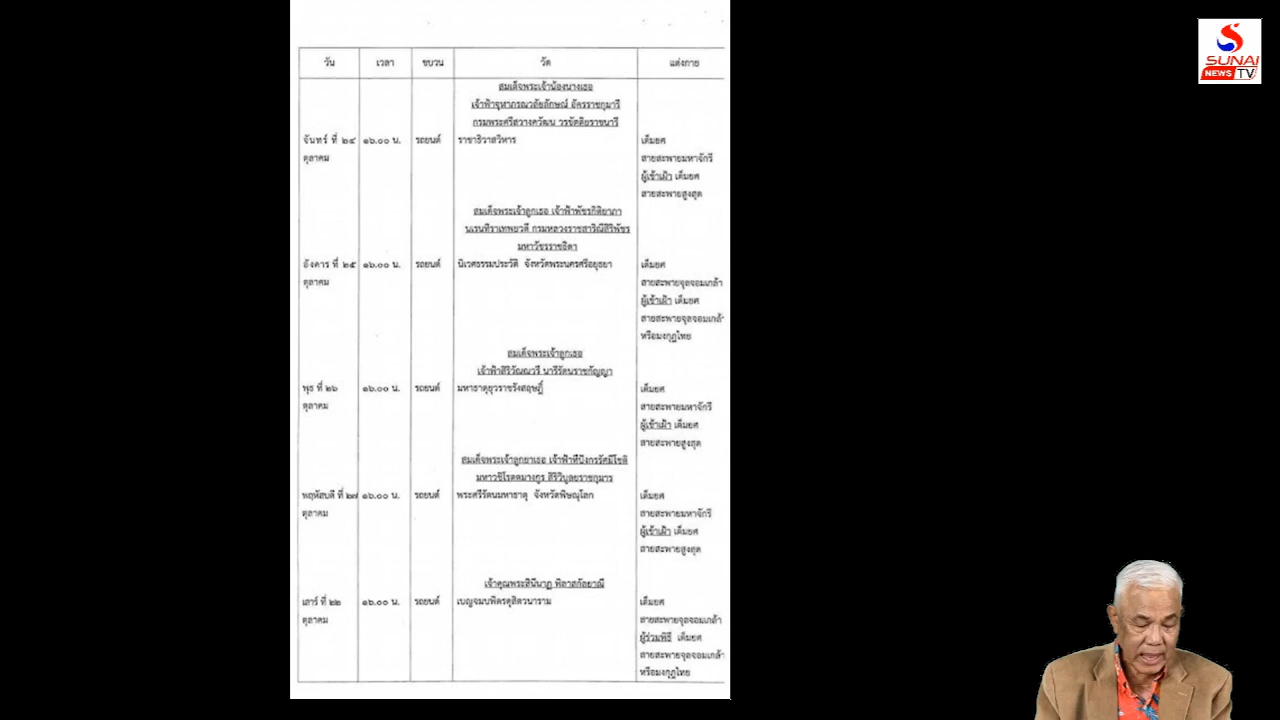 วัน เวลา ขบวน วัด แต่งกาย
สมเด็จพระเจ้าน้องนางเธอ
เจ้าฟ้าจุฬาภรณวลัยลักษณ์ อัครราชกุมารี
กรมพระศรีสวางควัฒน วรขัตติยราชนารี
จันทร์ ที่ ๒๔ ๑๖.๐๐ น. รถยนต์ ราชาธิวาสวิหาร เต็มยศ
ตุลาคม สายสะพายมหาจักรี
ผู้เข้าเฝ้า เต็มยศ
สายสะพายสูงสุด
สมเด็จพระเจ้าลูกเธอ เจ้าฟ้าพัชรกิติยาภา
นเรนทิราเทพยวดี กรมหลวงราชสาริณีสิริพัชร
มหาวัชรราชธิดา
อังคาร ที่ ๒๕ ๑๖.๐๐ น. รถยนต์ นิเวศธรรมประวัติ จังหวัดพระนครศรีอยุธยา เต็มยศ
ตุลาคม สายสะพายจุลจอมเกล้า
ผู้เข้าเฝ้า เต็มยศ
สายสะพายจุลจอมเกล้า
หรือมงกุฎไทย
สมเด็จพระเจ้าลูกเธอ
เจ้าฟ้าสิริวัณณวรี นารีรัตนราชกัญญา
พุธ ที่ ๒๖ ๑๖.๐๐ น. รถยนต์ มหาธาตุยุวราชรังสฤษฎิ์ เต็มยศ
ตุลาคม สายสะพายมหาจักรี
ผู้เข้าเฝ้า เต็มยศ
สายสะพายสูงสุด
สมเด็จพระเจ้าลูกยาเธอ เจ้าฟ้าทีปังกรรัศมีโชติ
มหาวชิโรตตมางกูร สิริวิบูลยราชกุมาร
พฤหัสบดี ที่ ๒๗ ๑๖.๐๐ น. รถยนต์ พระศรีรัตนมหาธาตุ จังหวัดพิษณุโลก เต็มยศ
ตุลาคม สายสะพายมหาจักรี
ผู้เข้าเฝ้า เต็มยศ
สายสะพายสูงสุด
เจ้าคุณพระสินีนาฏ พิลาสกัลยาณี
เสาร์ ที่ ๒๒ ๑๖.๐๐ น. รถยนต์ เบญจมบพิตรดุสิตวนาราม เต็มยศ
ตุลาคม สายสะพายจุลจอมเกล้า
ผู้ร่วมพิธี เต็มยศ
สายสะพายจุลจอมเกล้า
หรือมงกุฎไทย
SUNAI
NEWS TV